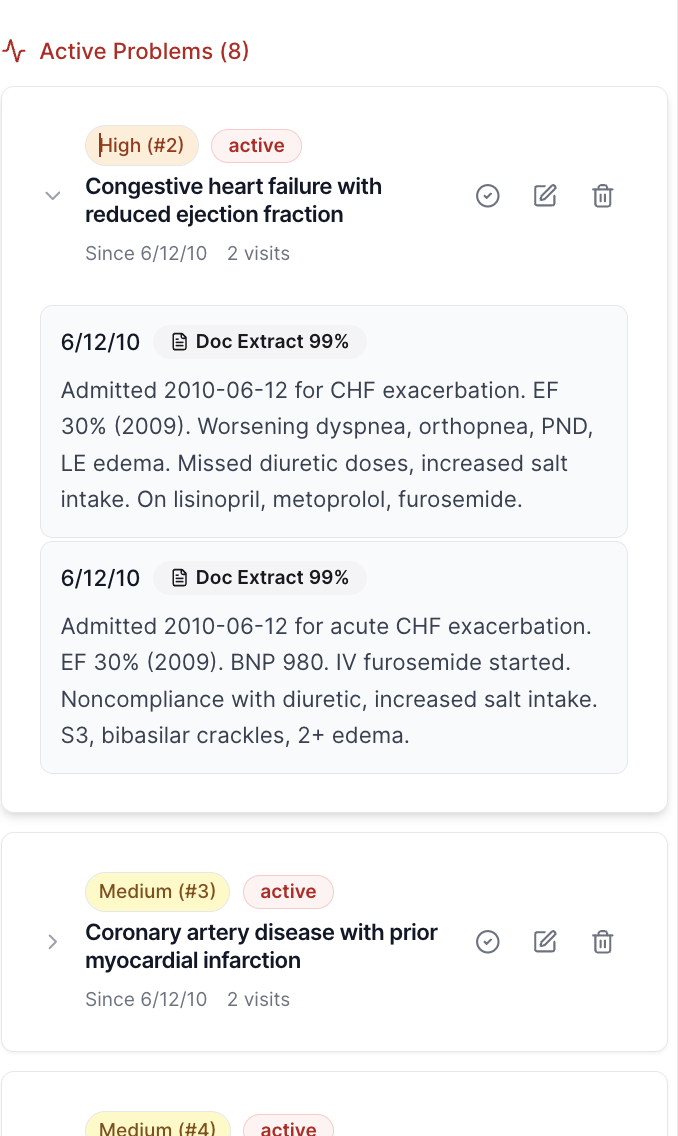 Active Problems (8)
High (#2) active
Congestive heart failure with
reduced ejection fraction
Since 6/12/10 2 visits
6/12/10 Doc Extract 99%
Admitted 2010-06-12 for CHF exacerbation. EF
30% (2009). Worsening dyspnea, orthopnea, PND,
LE edema. Missed diuretic doses, increased salt
intake. On lisinopril, metoprolol, furosemide.
6/12/10 Doc Extract 99%
Admitted 2010-06-12 for acute CHF exacerbation.
EF 30% (2009). BNP 980. IV furosemide started.
Noncompliance with diuretic, increased salt intake.
S3, bibasilar crackles, 2+ edema.
Medium (#3) active
Coronary artery disease with prior
myocardial infarction
Since 6/12/10 2 visits
Medium (#4) active